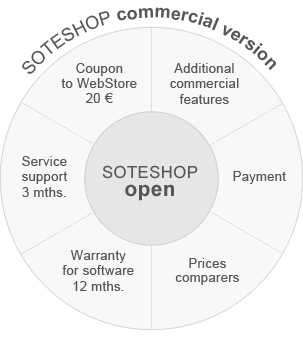 SOTESHOP commercial version
Coupon
to WebStore
20 €
Additional
commercial
features
Service
support
3 mths.
SOTESHOP
open
Payment
Warranty
for software
12 mths.
Prices
comparers